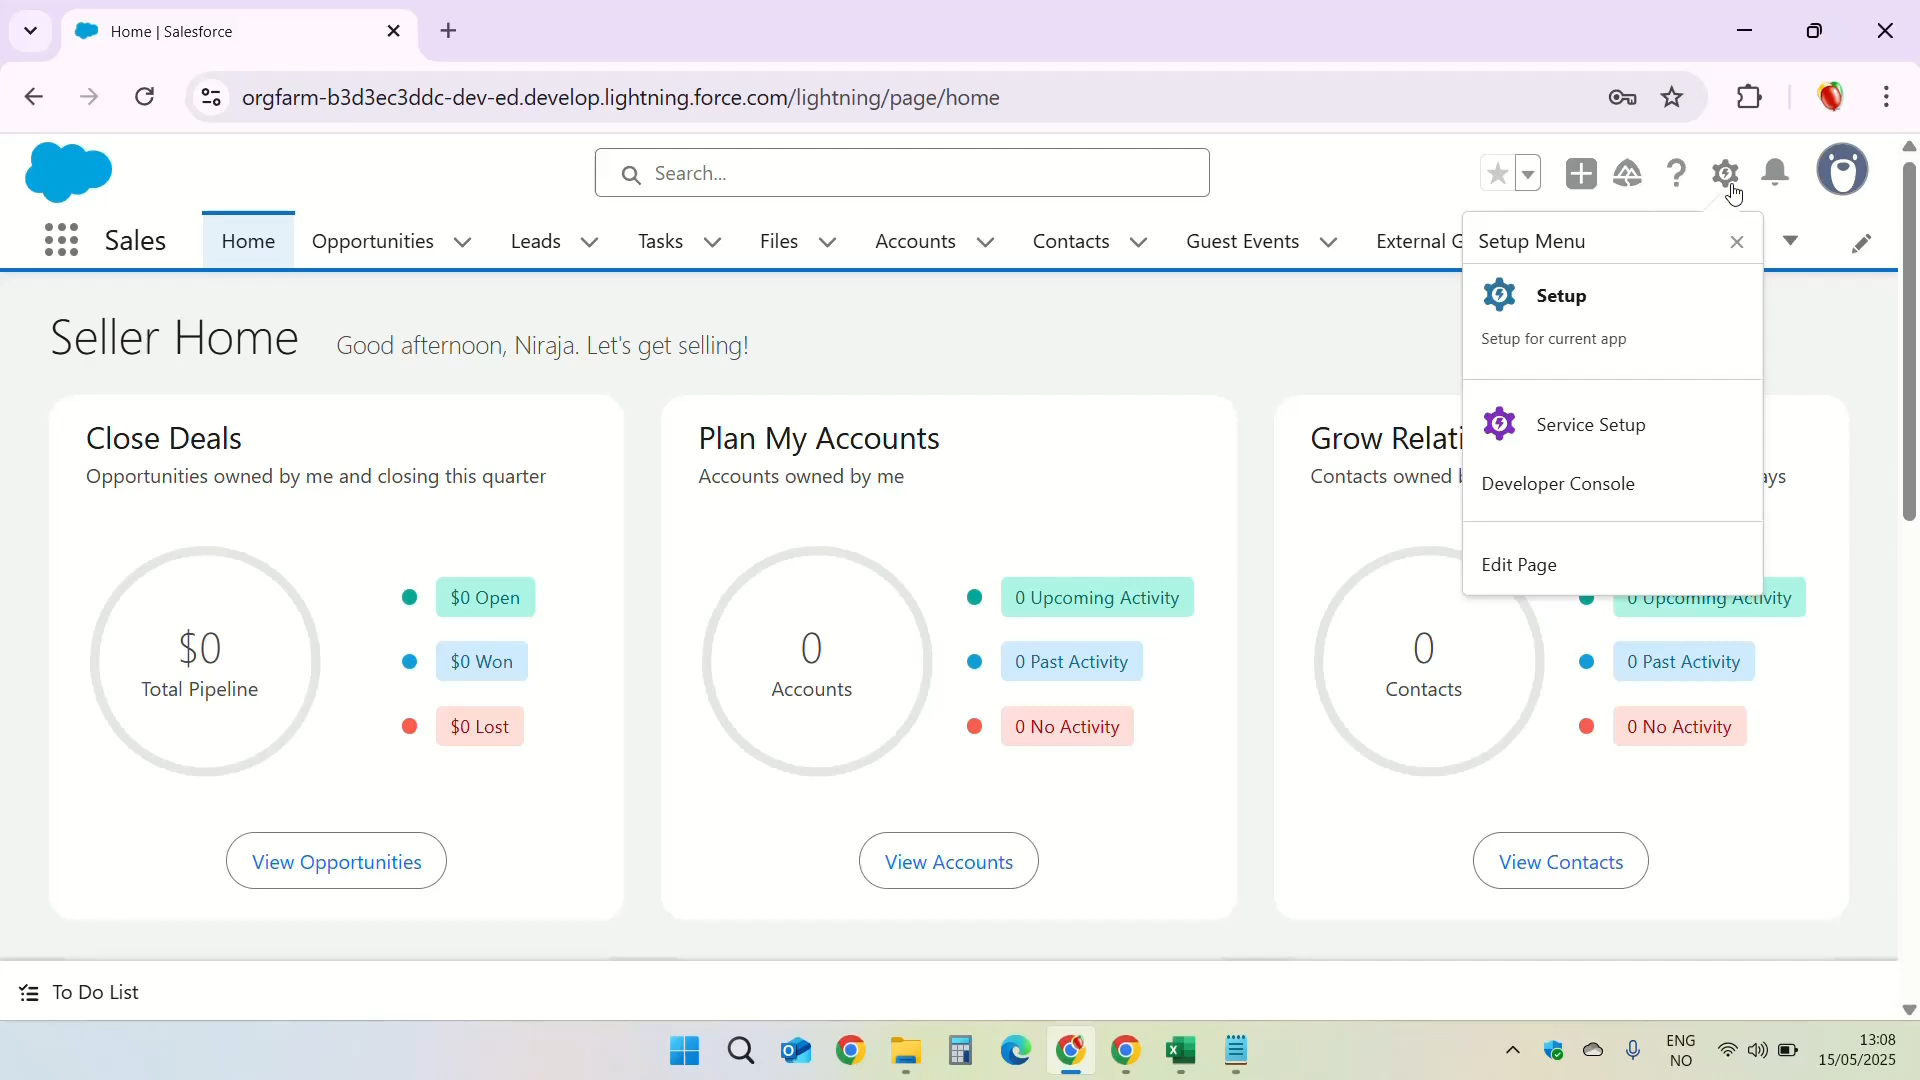 Home | Salesforce
orgfarm-b3d3ec3ddc-dev-ed.develop.lightning.force.com/lightning/page/home
Search...
Sales
Home
Opportunities
Leads
Tasks
Files
Accounts
Contacts
Guest Events
External G
Setup Menu
Setup
Setup for current app
Service Setup
Developer Console
Edit Page
Seller Home
Good afternoon, Niraja. Let's get selling!
Close Deals
Opportunities owned by me and closing this quarter
$0
Total Pipeline
$0 Open
$0 Won
$0 Lost
View Opportunities
Plan My Accounts
Accounts owned by me
0
Accounts
0 Upcoming Activity
0 Past Activity
0 No Activity
View Accounts
Grow Relati
Contacts owned b
ays
0
Contacts
0 Upcoming Activity
0 Past Activity
0 No Activity
View Contacts
To Do List
ENG
NO
13:08
15/05/2025